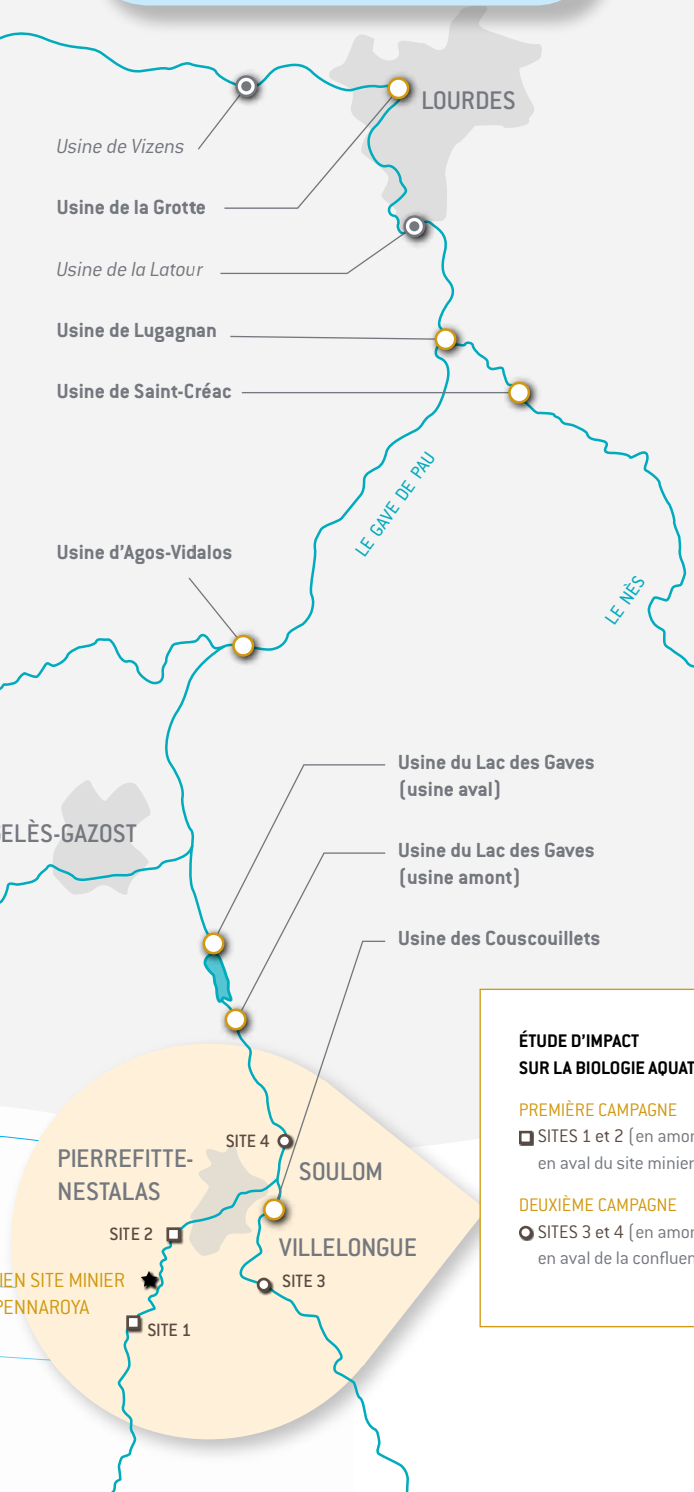 LOURDES
Usine de Vizens
Usine de la Grotte
Usine de la Latour
Usine de Lugagnan
Usine de Saint-Créac
LE GAVE DE PAU
Usine d'Agos-Vidalos
LE NÈS
Usine du Lac des Gaves
(usine aval)
ELÈS-GAZOST
Usine du Lac des Gaves
(usine amont)
Usine des Couscouillets
ÉTUDE D'IMPACT
SUR LA BIOLOGIE AQUAT
PREMIÈRE CAMPAGNE
SITES 1 et 2 (en amon
en aval du site minier
DEUXIÈME CAMPAGNE
SITES 3 et 4 (en amon
en aval de la confluen
SITE 4
PIERREFITTE-
NESTALAS
SOULOM
SITE 2
VILLELONGUE
IEN SITE MINIER
PENNAROYA
SITE 3
SITE 1